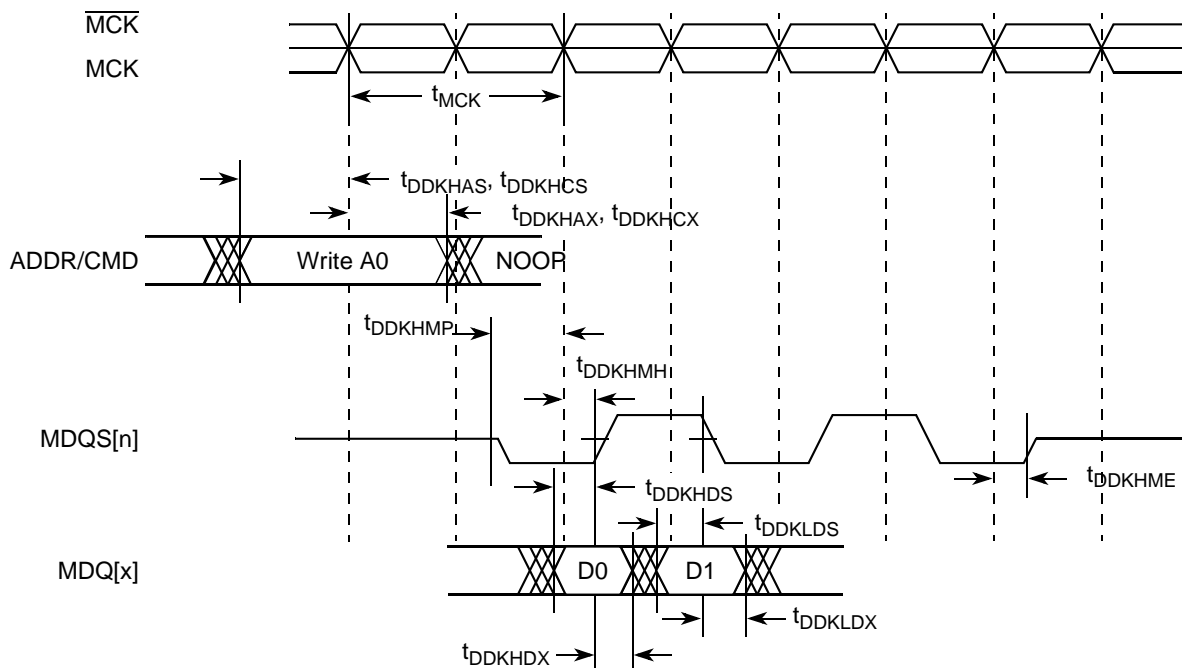 MCK
MCK
tMCK
tDDKHAS, tDDKHCS
tDDKHAX, tDDKHCX
ADDR/CMD Write A0 NOOP
tDDKHMP
tDDKHMH
MDQS[n]
tDDKHME
tDDKHDS
tDDKLDS
MDQ[x] D0 D1
tDDKLDX
tDDKHDX